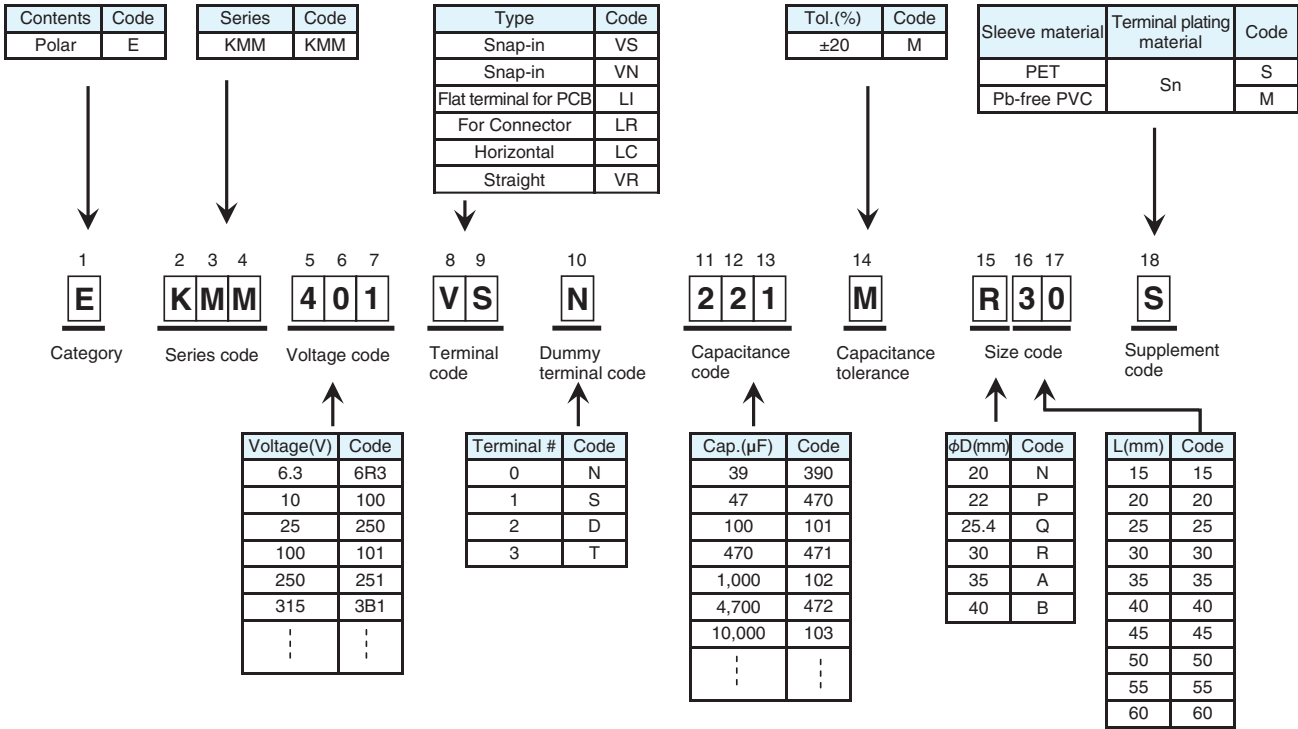 Contents Code
Polar E
Series Code
KMM KMM
Type Code
Snap-in VS
Snap-in VN
Flat terminal for PCB LI
For Connector LR
Horizontal LC
Straight VR
Tol.(%) Code
±20 M
Sleeve material Terminal plating material Code
PET Sn S
Pb-free PVC M
1 2 3 4 5 6 7 8 9 10 11 12 13 14 15 16 17 18
E K M M 4 0 1 V S N 2 2 1 M R 3 0 S
Category
Series code
Voltage code
Terminal
code
Dummy
terminal code
Capacitance
code
Capacitance
tolerance
Size code
Supplement
code
Voltage(V) Code
6.3 6R3
10 100
25 250
100 101
250 251
315 3B1
Terminal # Code
0 N
1 S
2 D
3 T
Cap.(µF) Code
39 390
47 470
100 101
470 471
1,000 102
4,700 472
10,000 103
ϕD(mm) Code
20 N
22 P
25.4 Q
30 R
35 A
40 B
L(mm) Code
15 15
20 20
25 25
30 30
35 35
40 40
45 45
50 50
55 55
60 60